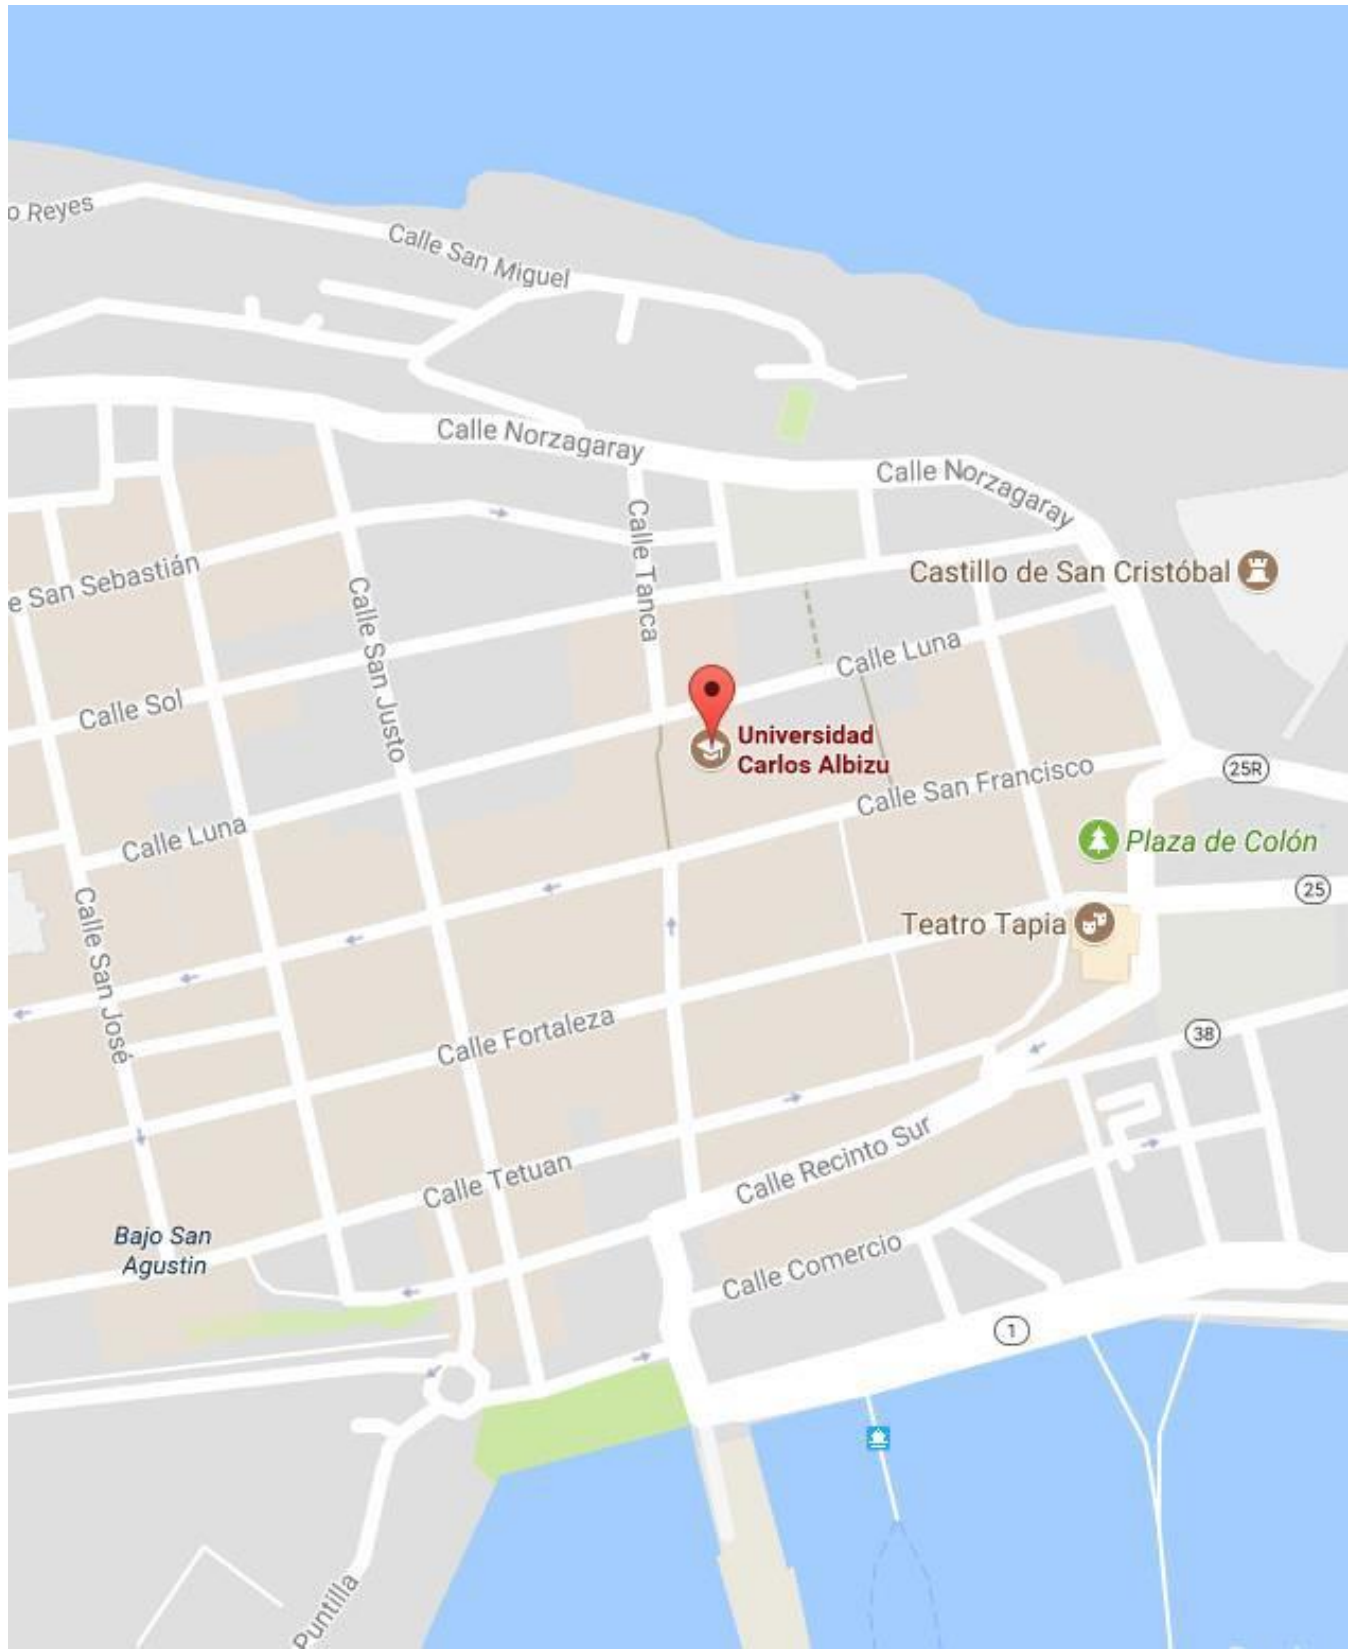 o Reyes
Calle San Miguel
Calle Norzagaray
Calle Norzagaray
Calle Tanca
e San Sebastián
Castillo de San Cristóbal
Calle San Justo
Calle Luna
Calle Sol
Universidad
Carlos Albizu
25R
Calle San Francisco
Calle Luna
Plaza de Colón
25
Calle San José
Teatro Tapia
Calle Fortaleza
38
Calle Tetuan
Calle Recinto Sur
Bajo San
Agustin
Calle Comercio
1
Puntilla